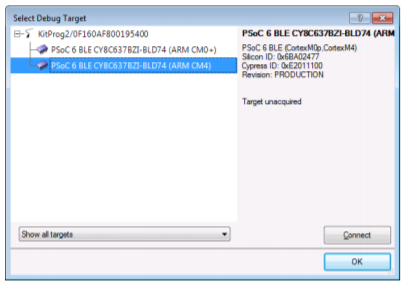 Select Debug Target
KitProg2/0F160AF800195400
PSoC 6 BLE CY8C637BZI-BLD74 (ARM CM0+)
PSoC 6 BLE CY8C637BZI-BLD74 (ARM CM4)
PSoC 6 BLE CY8C637BZI-BLD74 (ARM
PSoC 6 BLE (CortexM0p,CortexM4)
Silicon ID: 0x6BA02477
Cypress ID: 0xE2011100
Revision: PRODUCTION
Target unacquired
Show all targets
Connect
OK